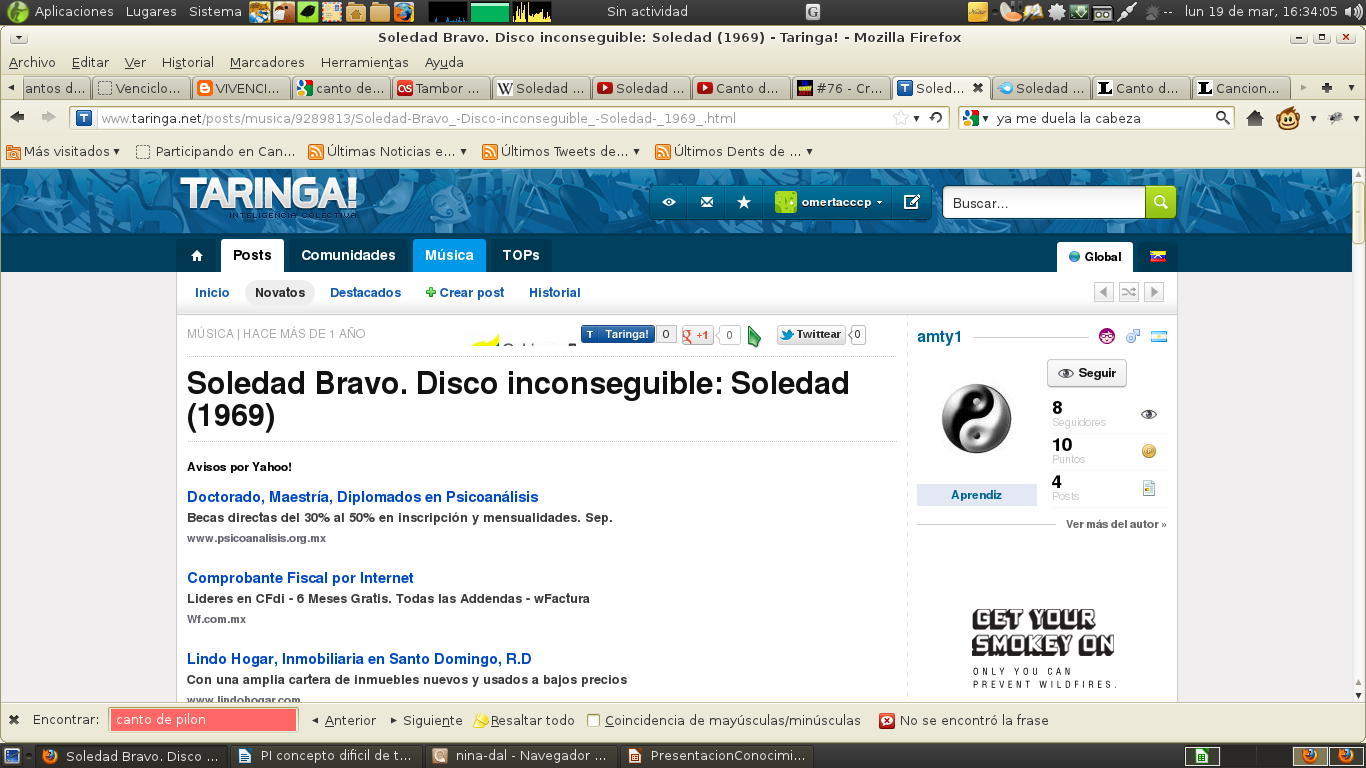 Aplicaciones Lugares Sistema Sin actividad lun 19 de mar, 16:34:05
Soledad Bravo. Disco inconseguible: Soledad (1969) - Taringa! - Mozilla Firefox
Archivo Editar Ver Historial Marcadores Herramientas Ayuda
antos d... Venciclo... VIVENCI... canto de... Tambor ... Soledad ... Soledad ... Canto d... #76 - Cr... Soled... Soledad ... Canto d... Cancion...
www.taringa.net/posts/musica/9289813/Soledad-Bravo_-Disco-inconseguible_-Soledad-_1969_.html ya me duela la cabeza
Más visitados Participando en Can... Últimas Noticias e... Últimos Tweets de... Últimos Dents de ...
TARINGA!
INTELIGENCIA COLECTIVA
omertacccp Buscar...
Posts Comunidades Música TOPs Global
Inicio Novatos Destacados Crear post Historial
MÚSICA | HACE MÁS DE 1 AÑO T Taringa! 0 +1 0 Twittear 0
amty1
Soledad Bravo. Disco inconseguible: Soledad
(1969)
Seguir
8
Seguidores
10
Puntos
4
Posts
Aprendiz
Ver más del autor »
Avisos por Yahoo!
Doctorado, Maestría, Diplomados en Psicoanálisis
Becas directas del 30% al 50% en inscripción y mensualidades. Sep.
www.psicoanalisis.org.mx
Comprobante Fiscal por Internet
Lideres en CFdi - 6 Meses Gratis. Todas las Addendas - wFactura
Wf.com.mx
Lindo Hogar, Inmobiliaria en Santo Domingo, R.D
Con una amplia cartera de inmuebles nuevos y usados a bajos precios
www.lindohogar.com
GET YOUR
SMOKEY ON
ONLY YOU CAN
PREVENT WILDFIRES.
Encontrar: canto de pilon Anterior Siguiente Resaltar todo Coincidencia de mayúsculas/minúsculas No se encontró la frase
Soledad Bravo. Disco ... PI concepto dificil de t... nina-dal - Navegador ... PresentacionConocimi...